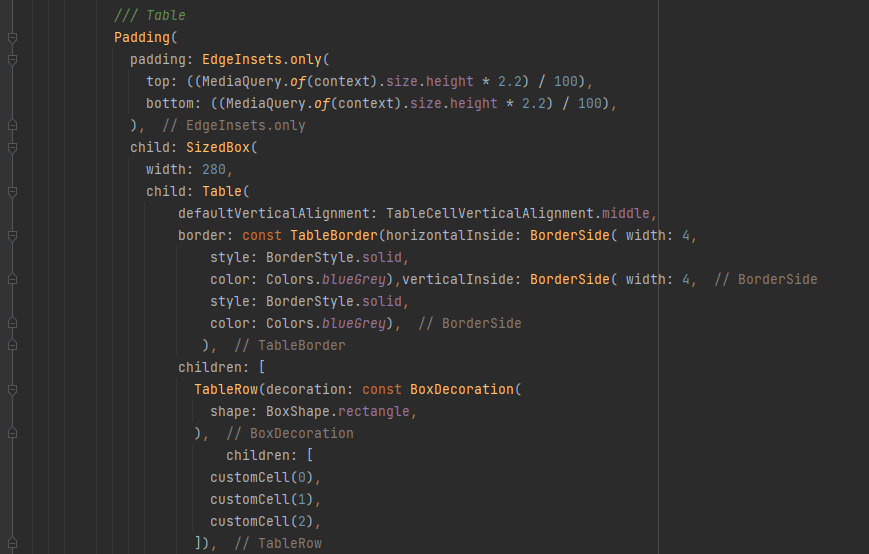 /// Table
Padding(
padding: EdgeInsets.only(
top: ((MediaQuery.of(context).size.height * 2.2) / 100),
bottom: ((MediaQuery.of(context).size.height * 2.2) / 100),
), // EdgeInsets.only
child: SizedBox(
width: 280,
child: Table(
defaultVerticalAlignment: TableCellVerticalAlignment.middle,
border: const TableBorder(horizontalInside: BorderSide( width: 4,
style: BorderStyle.solid,
color: Colors.blueGrey),verticalInside: BorderSide( width: 4, // BorderSide
style: BorderStyle.solid,
color: Colors.blueGrey), // BorderSide
), // TableBorder
children: [
TableRow(decoration: const BoxDecoration(
shape: BoxShape.rectangle,
), // BoxDecoration
children: [
customCell(0),
customCell(1),
customCell(2),
]), // TableRow